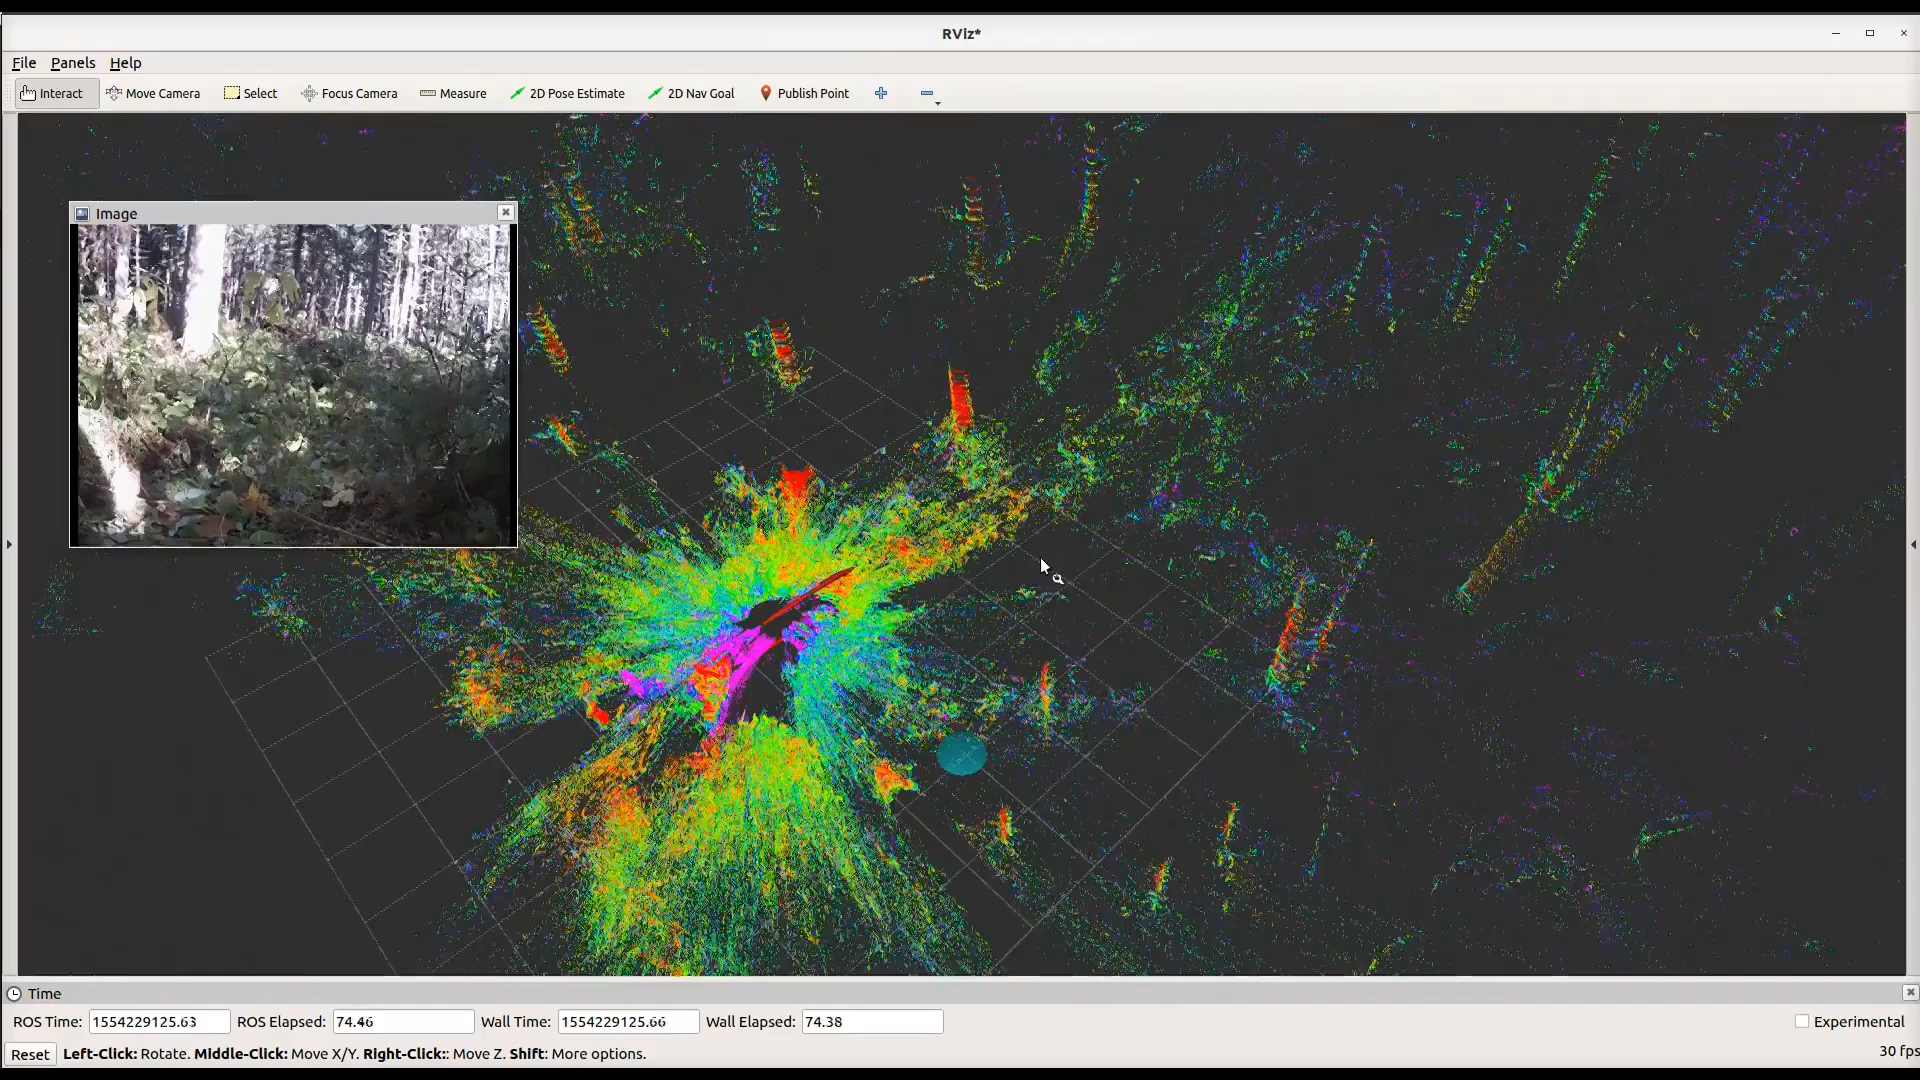 RViz*
File Panels Help
Interact Move Camera Select Focus Camera Measure 2D Pose Estimate 2D Nav Goal Publish Point
Image
Time
ROS Time: 1554229125.63 ROS Elapsed: 74.46 Wall Time: 1554229125.66 Wall Elapsed: 74.38 Experimental
Reset Left-Click: Rotate. Middle-Click: Move X/Y. Right-Click:: Move Z. Shift: More options. 30 fps